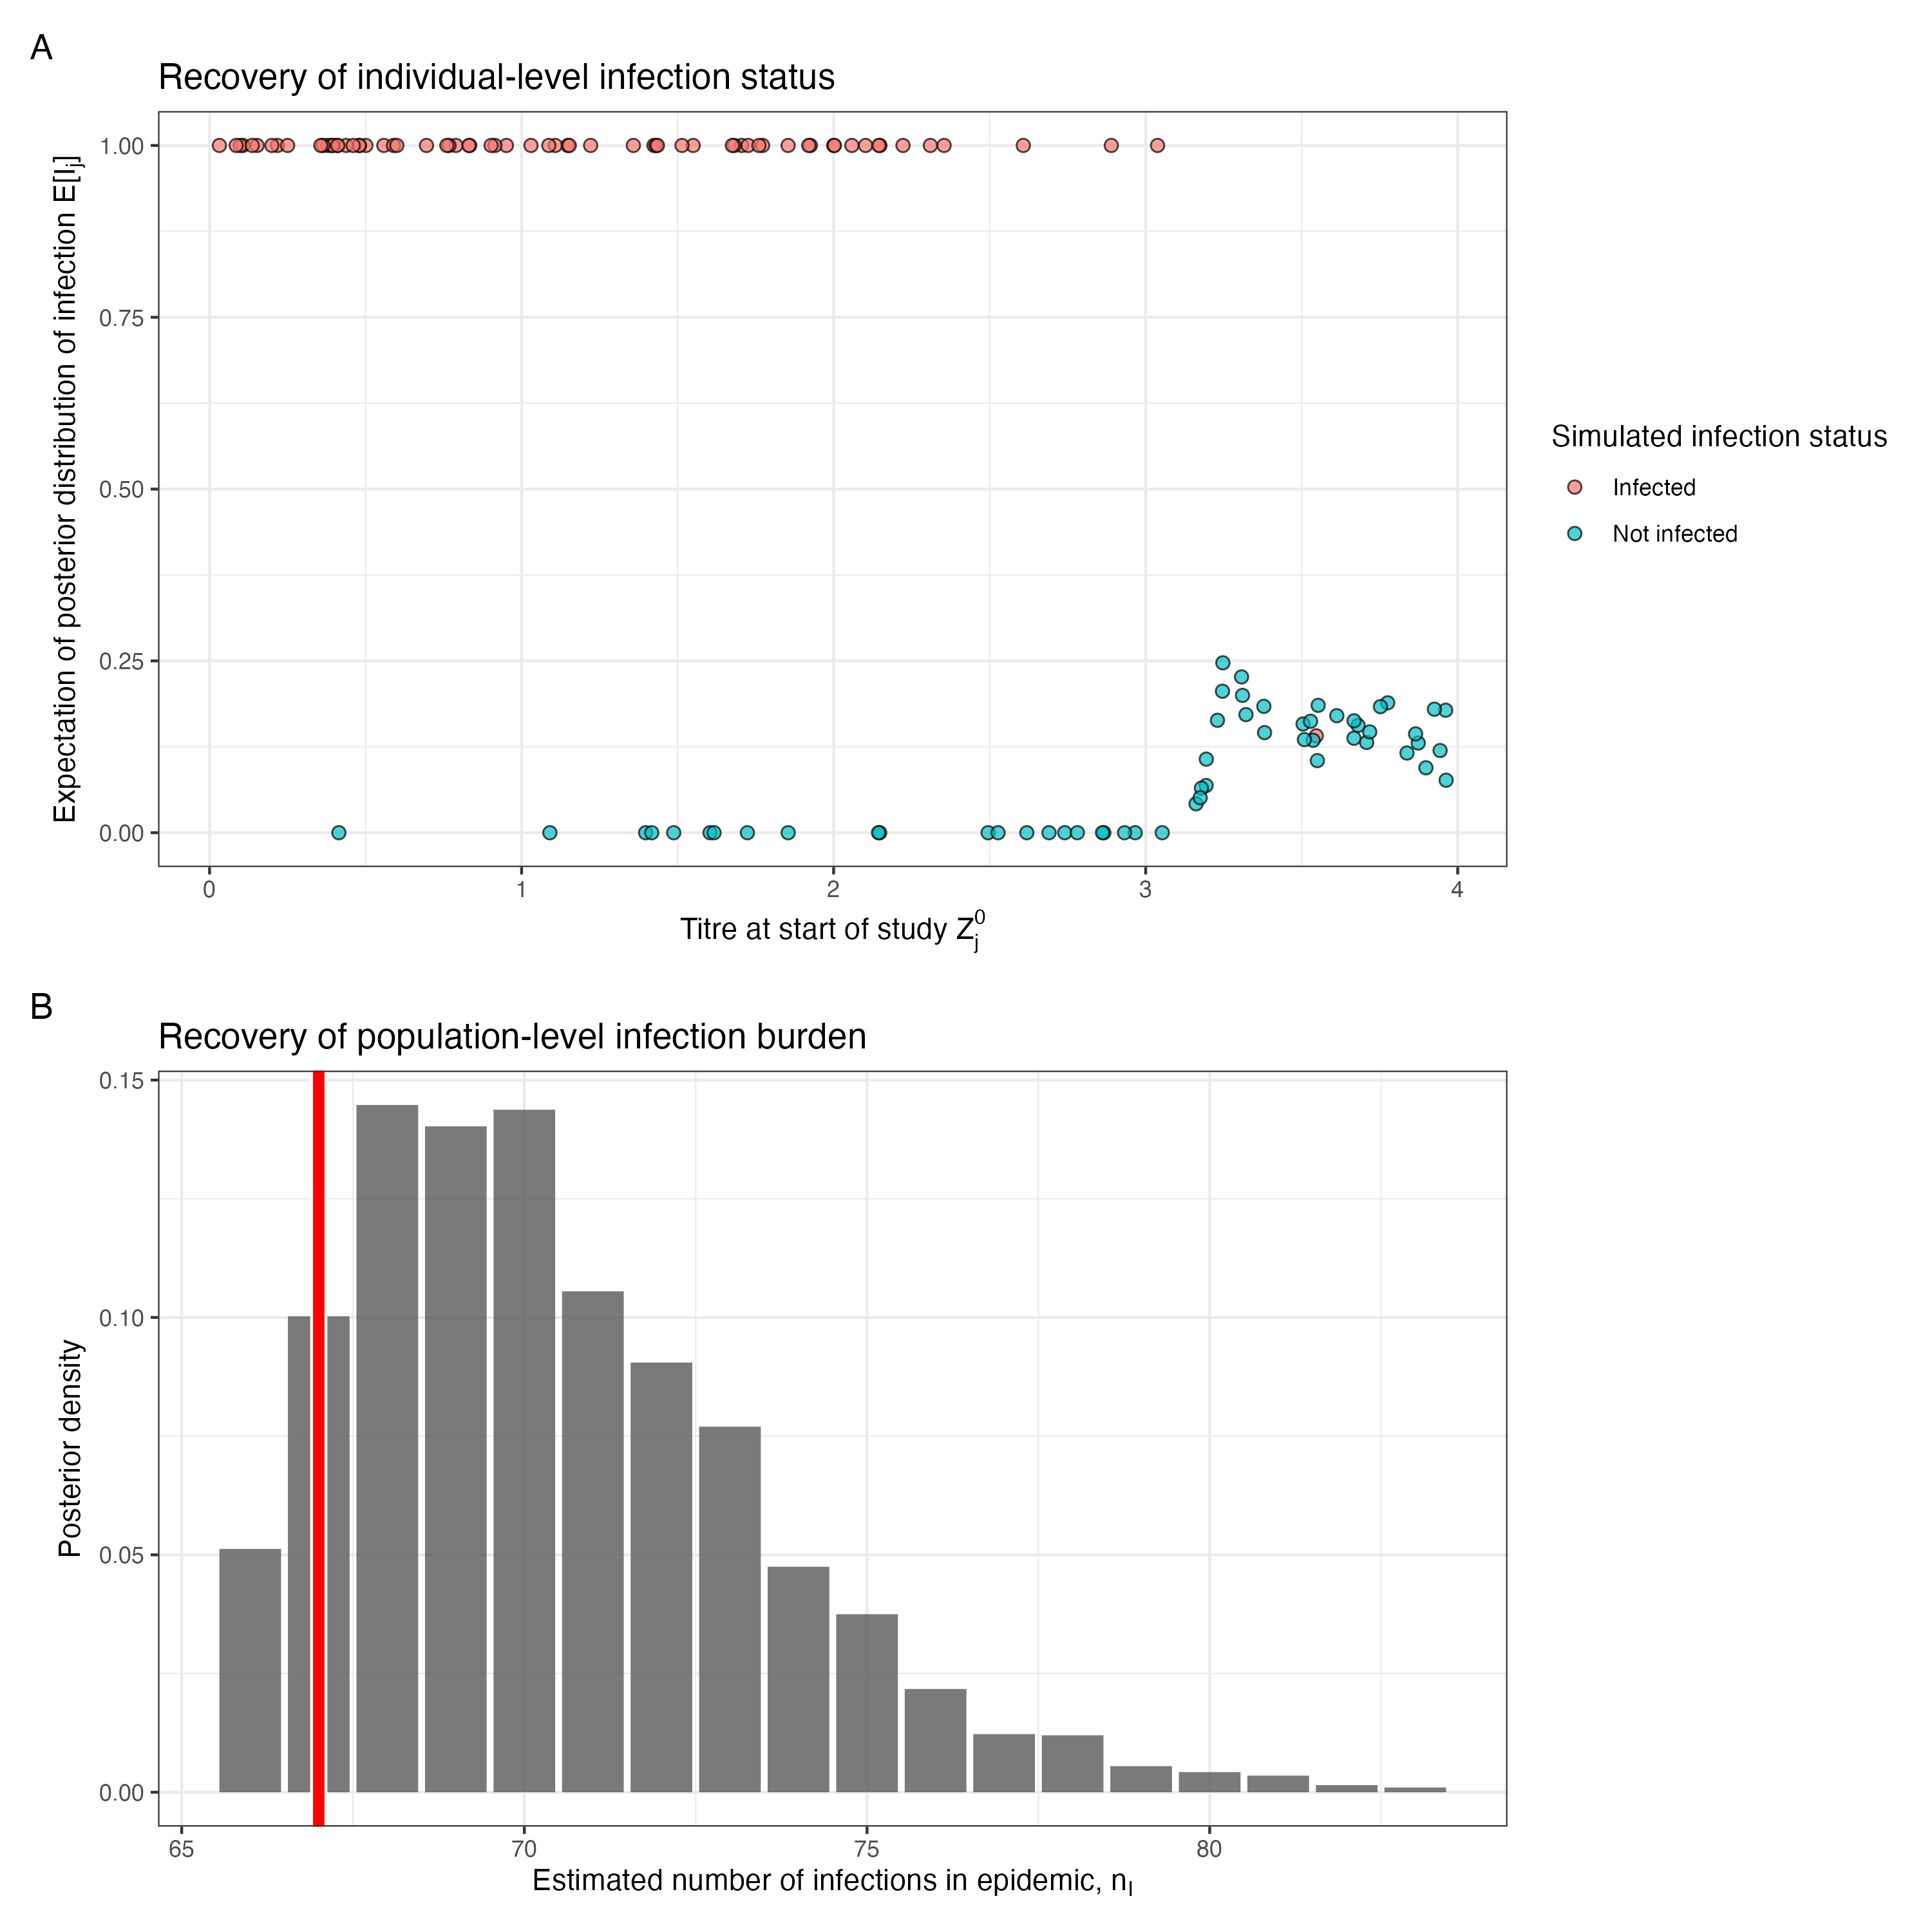 A
Recovery of individual-level infection status
Expectation of posterior distribution of infection E[Ij]
1.00
0.75
0.50
0.25
0.00
0 1 2 3 4
Titre at start of study Z_j^0
Simulated infection status
Infected
Not infected
B
Recovery of population-level infection burden
Posterior density
0.15
0.10
0.05
0.00
65 70 75 80
Estimated number of infections in epidemic, nI